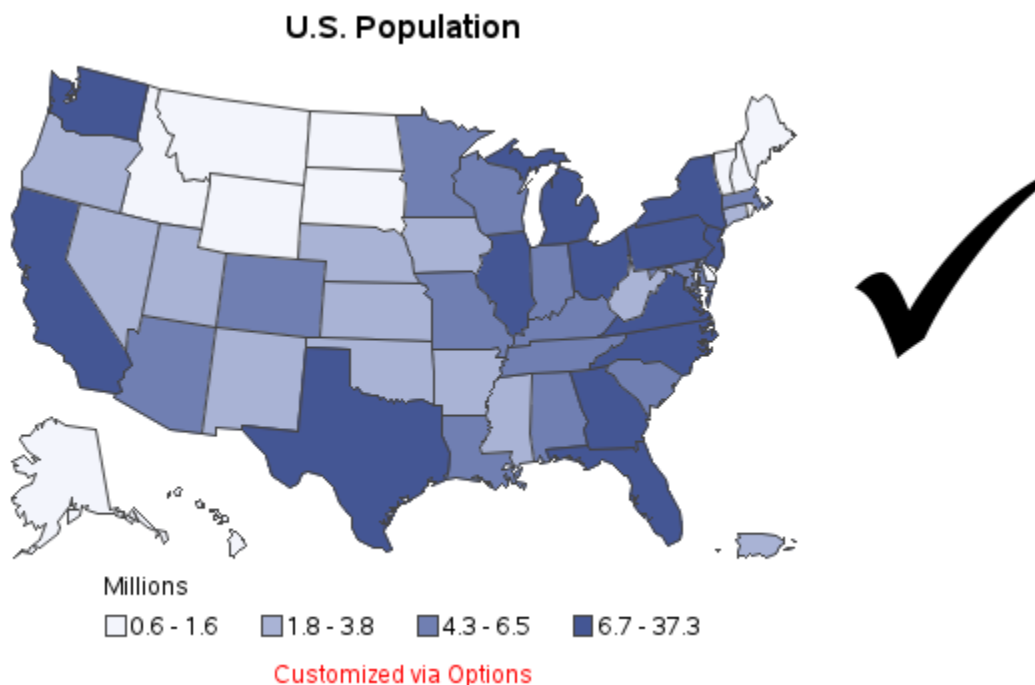 U.S. Population
Millions
0.6 - 1.6 1.8 - 3.8 4.3 - 6.5 6.7 - 37.3
Customized via Options